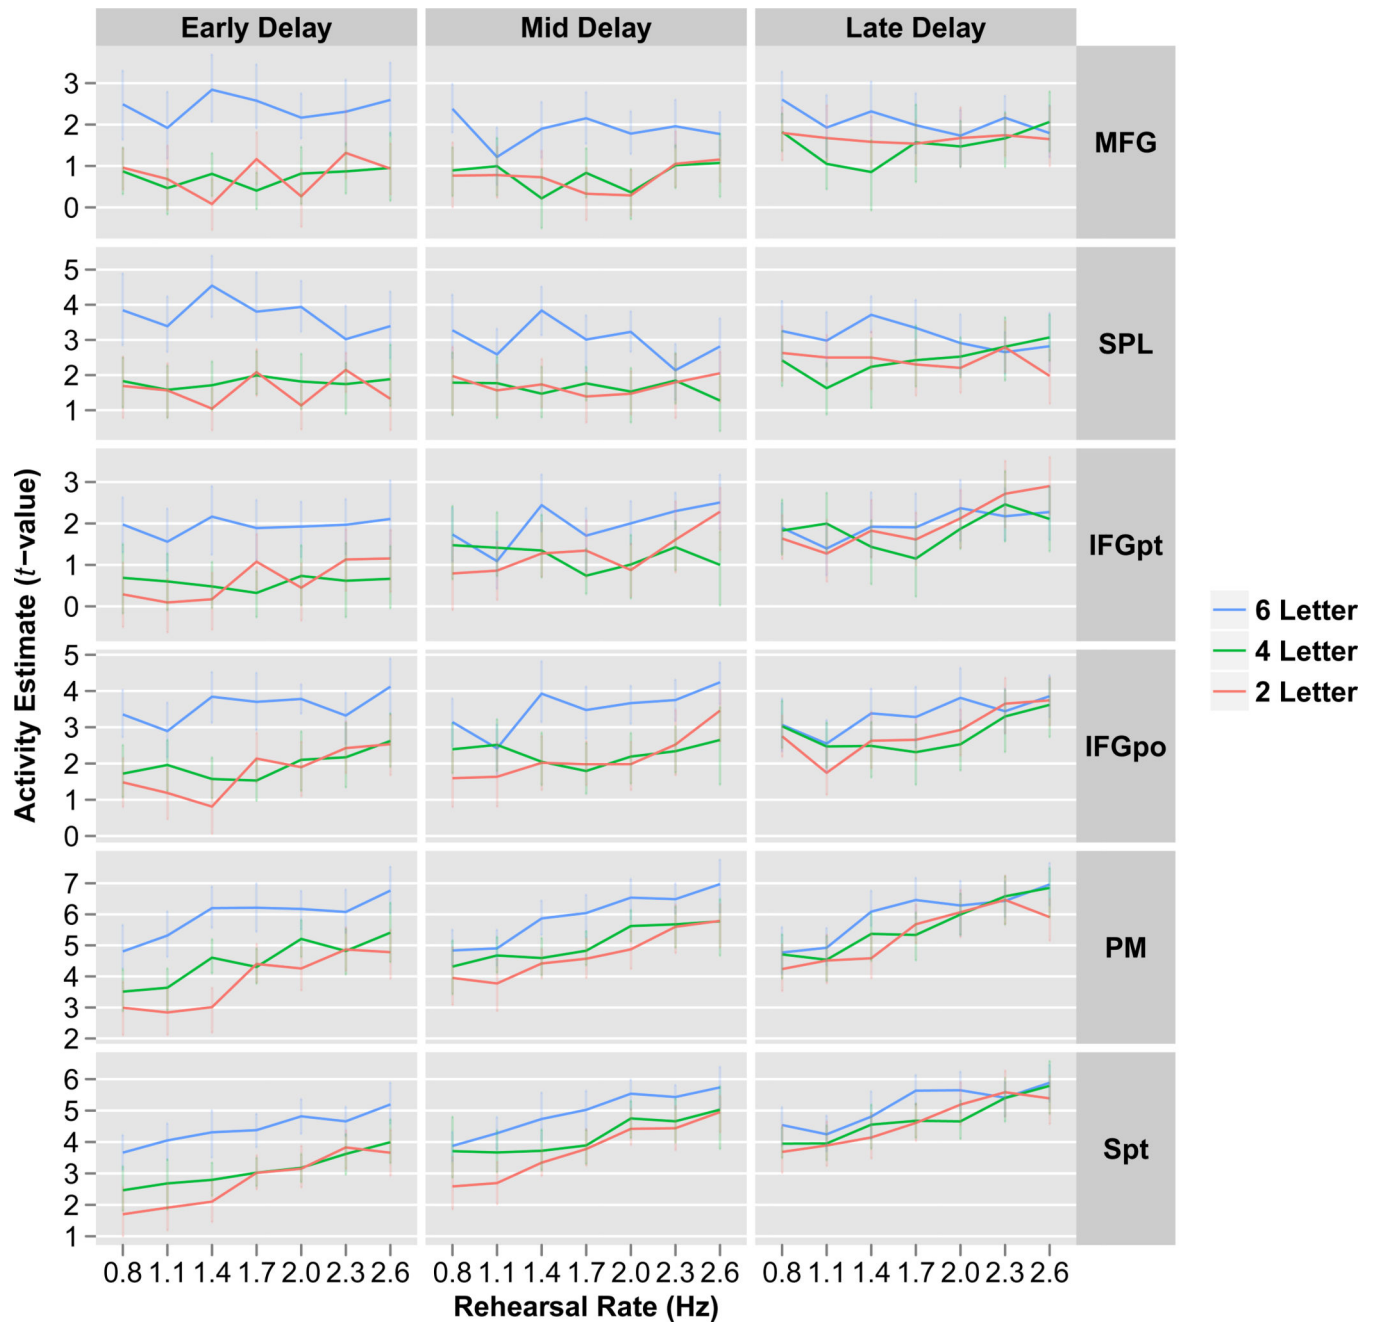 Early Delay Mid Delay Late Delay
3
2
1
0
MFG
5
4
3
2
1
SPL
3
2
1
0
IFGpt
5
4
3
2
1
0
IFGpo
7
6
5
4
3
2
PM
6
5
4
3
2
1
Spt
Activity Estimate (t−value)
6 Letter
4 Letter
2 Letter
0.8 1.1 1.4 1.7 2.0 2.3 2.6 0.8 1.1 1.4 1.7 2.0 2.3 2.6 0.8 1.1 1.4 1.7 2.0 2.3 2.6
Rehearsal Rate (Hz)